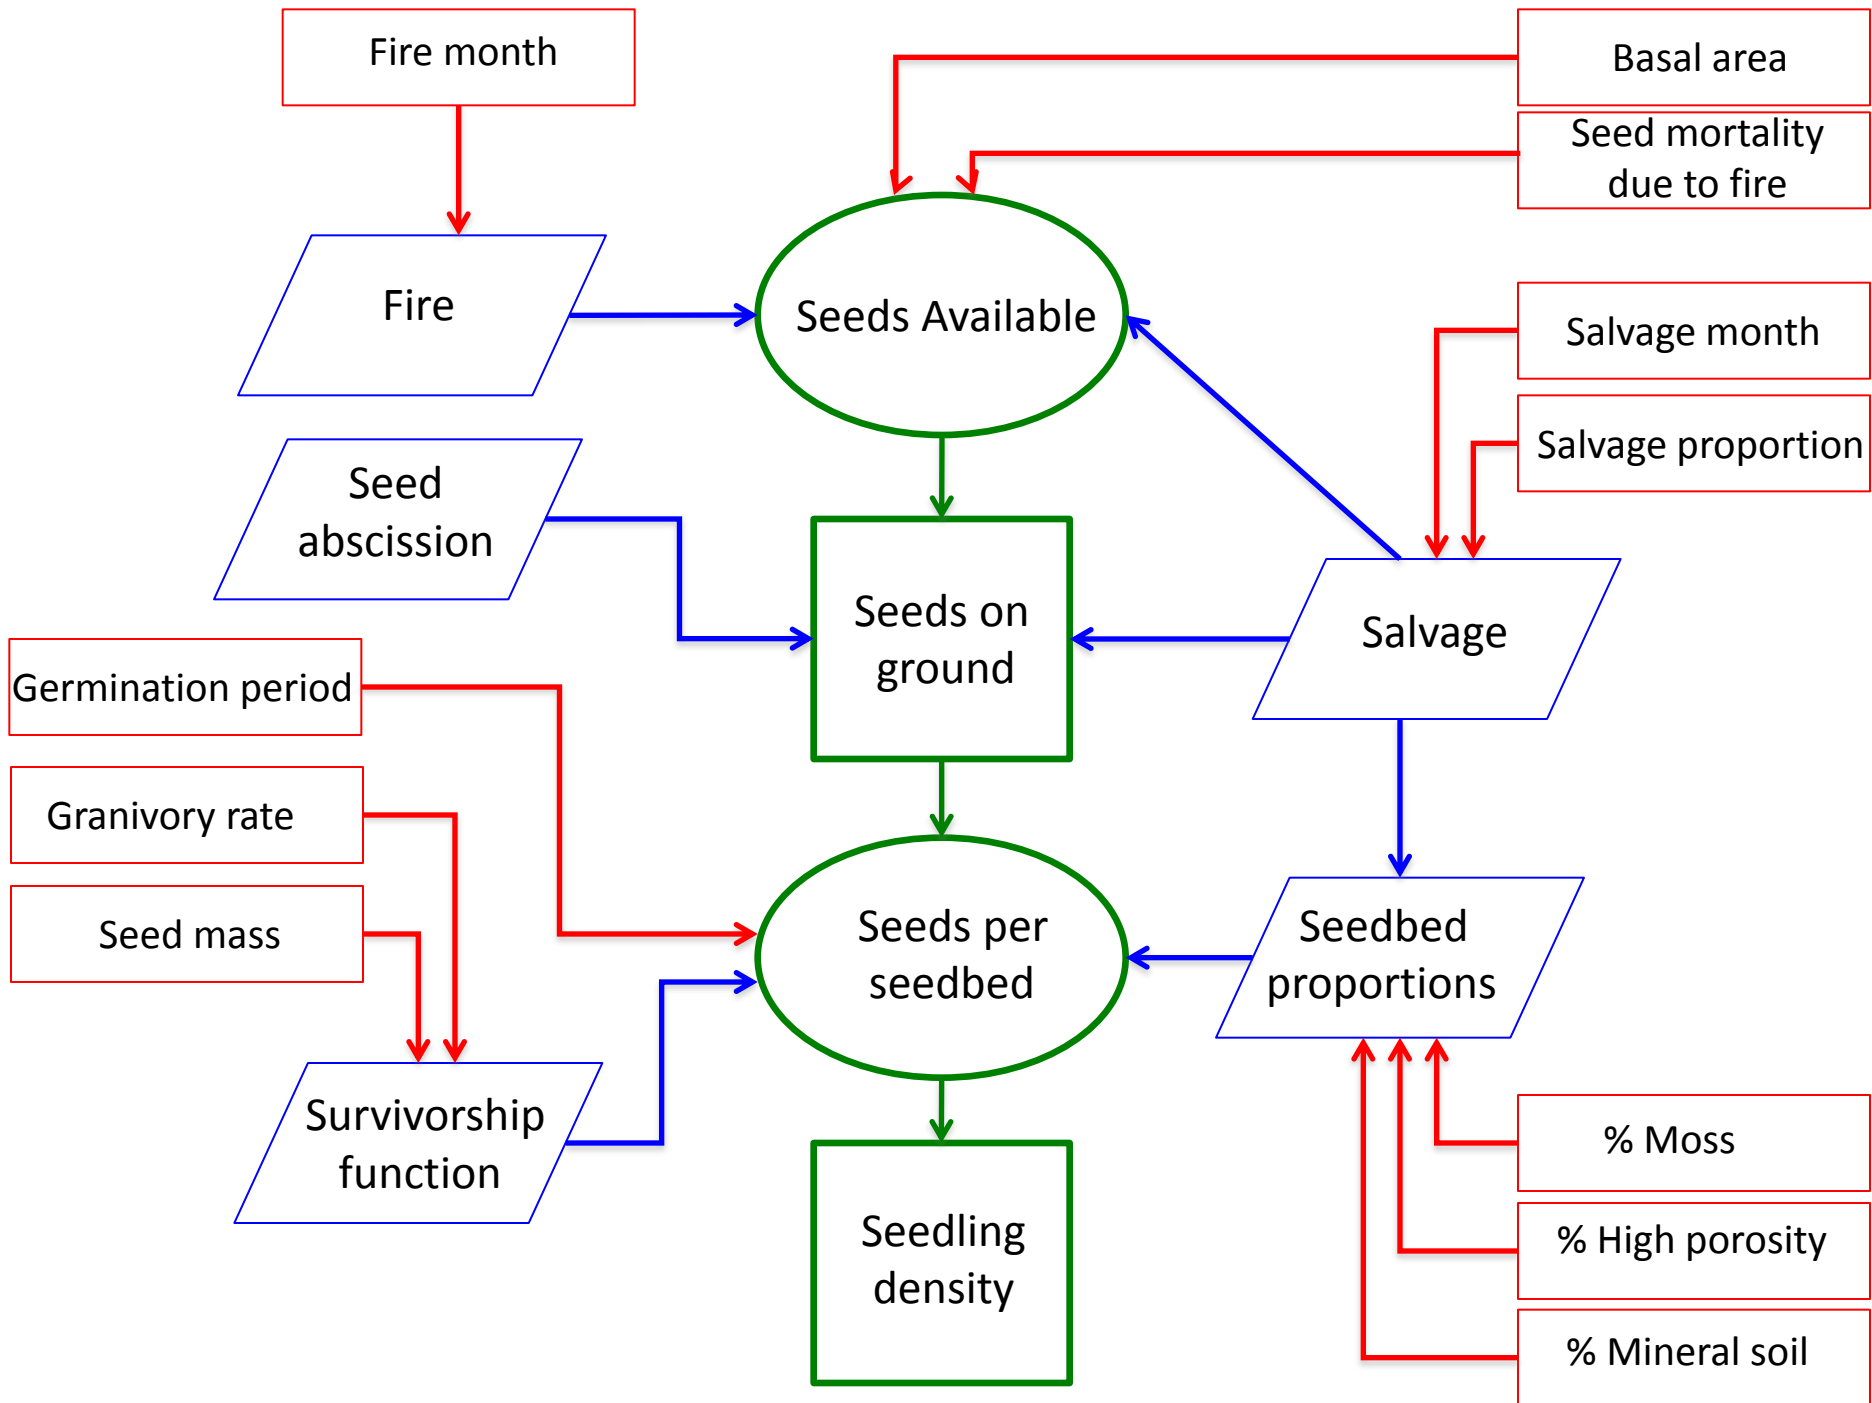 Fire month
Basal area
Seed mortality
due to fire
Fire
Seeds Available
Salvage month
Salvage proportion
Seed
abscission
Seeds on
ground
Salvage
Germination period
Granivory rate
Seed mass
Seeds per
seedbed
Seedbed
proportions
Survivorship
function
% Moss
Seedling
density
% High porosity
% Mineral soil